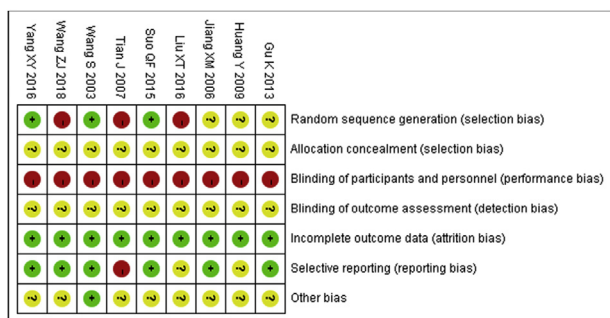 Yang XY 2016
Wang ZJ 2018
Wang S 2003
Tian J 2007
Suo QF 2015
Liu XT 2016
Jiang XM 2006
Huang Y 2009
Gu K 2013
+ - + - + - ? ? ? Random sequence generation (selection bias)
? ? ? ? ? ? ? ? ? Allocation concealment (selection bias)
- - - - - - - - - Blinding of participants and personnel (performance bias)
? ? ? ? ? ? ? ? ? Blinding of outcome assessment (detection bias)
+ + + + + + + + + Incomplete outcome data (attrition bias)
+ + + - + ? + ? + Selective reporting (reporting bias)
? ? + ? ? ? ? ? ? Other bias